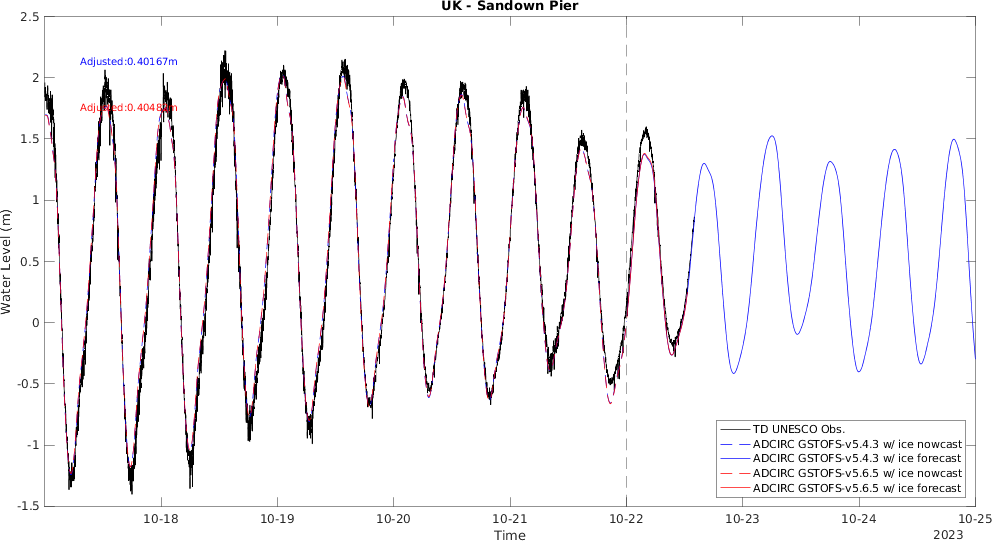 UK - Sandown Pier
2.5
2
1.5
1
0.5
0
-0.5
-1
-1.5
Water Level (m)
Adjusted:0.40167m
TD UNESCO Obs.
ADCIRC GSTOFS-v5.4.3 w/ ice nowcast
ADCIRC GSTOFS-v5.4.3 w/ ice forecast
ADCIRC GSTOFS-v5.6.5 w/ ice nowcast
ADCIRC GSTOFS-v5.6.5 w/ ice forecast
10-18 10-19 10-20 10-21 10-22 10-23 10-24 10-25
Time
2023